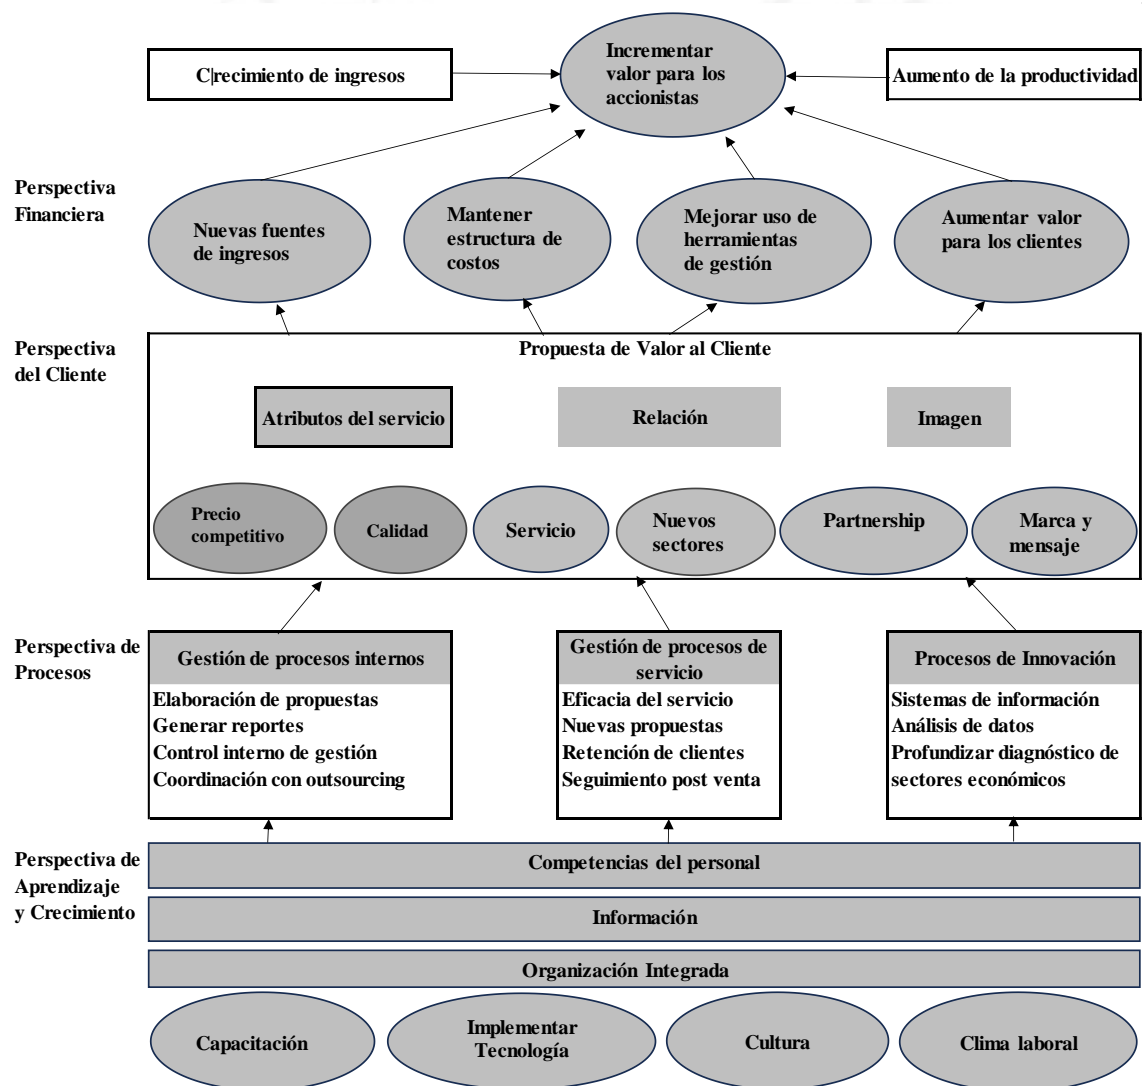 Incrementar
valor para los
accionistas
C|recimiento de ingresos
Aumento de la productividad
Perspectiva
Financiera
Nuevas fuentes
de ingresos
Mantener
estructura de
costos
Mejorar uso de
herramientas
de gestión
Aumentar valor
para los clientes
Perspectiva
del Cliente
Propuesta de Valor al Cliente
Atributos del servicio
Relación
Imagen
Precio
competitivo
Calidad
Servicio
Nuevos
sectores
Partnership
Marca y
mensaje
Perspectiva de
Procesos
Gestión de procesos internos
Elaboración de propuestas
Generar reportes
Control interno de gestión
Coordinación con outsourcing
Gestión de procesos de
servicio
Eficacia del servicio
Nuevas propuestas
Retención de clientes
Seguimiento post venta
Procesos de Innovación
Sistemas de información
Análisis de datos
Profundizar diagnóstico de
sectores económicos
Perspectiva de
Aprendizaje
y Crecimiento
Competencias del personal
Información
Organización Integrada
Capacitación
Implementar
Tecnología
Cultura
Clima laboral